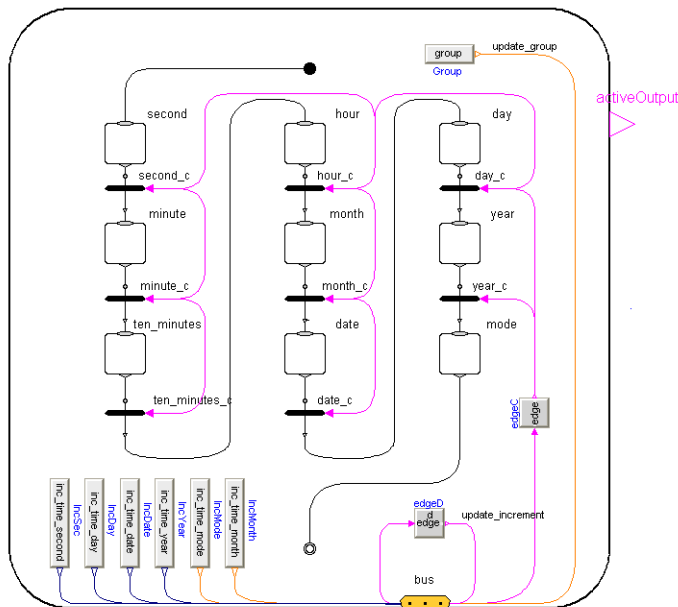 group
update_group
Group
activeOutput
second
hour
day
second_c
hour_c
day_c
minute
month
year
minute_c
month_c
year_c
ten_minutes
date
mode
ten_minutes_c
date_c
edge
edgeC
inc_time_second
IncSec
inc_time_day
IncDay
inc_time_date
IncDate
inc_time_year
IncYear
inc_time_mode
IncMode
inc_time_month
IncMonth
edgeD
d
edge
update_increment
bus